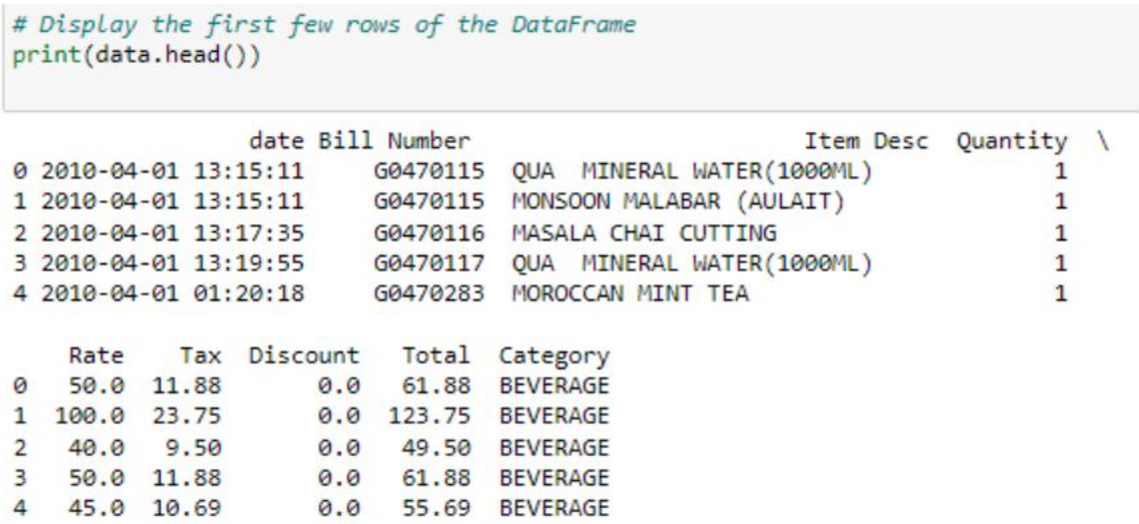 # Display the first few rows of the DataFrame
print(data.head())
date Bill Number Item Desc Quantity \
0 2010-04-01 13:15:11 G0470115 QUA  MINERAL WATER(1000ML) 1
1 2010-04-01 13:15:11 G0470115 MONSOON MALABAR (AULAIT) 1
2 2010-04-01 13:17:35 G0470116 MASALA CHAI CUTTING 1
3 2010-04-01 13:19:55 G0470117 QUA  MINERAL WATER(1000ML) 1
4 2010-04-01 01:20:18 G0470283 MOROCCAN MINT TEA 1
Rate Tax Discount Total Category
0 50.0 11.88 0.0 61.88 BEVERAGE
1 100.0 23.75 0.0 123.75 BEVERAGE
2 40.0 9.50 0.0 49.50 BEVERAGE
3 50.0 11.88 0.0 61.88 BEVERAGE
4 45.0 10.69 0.0 55.69 BEVERAGE